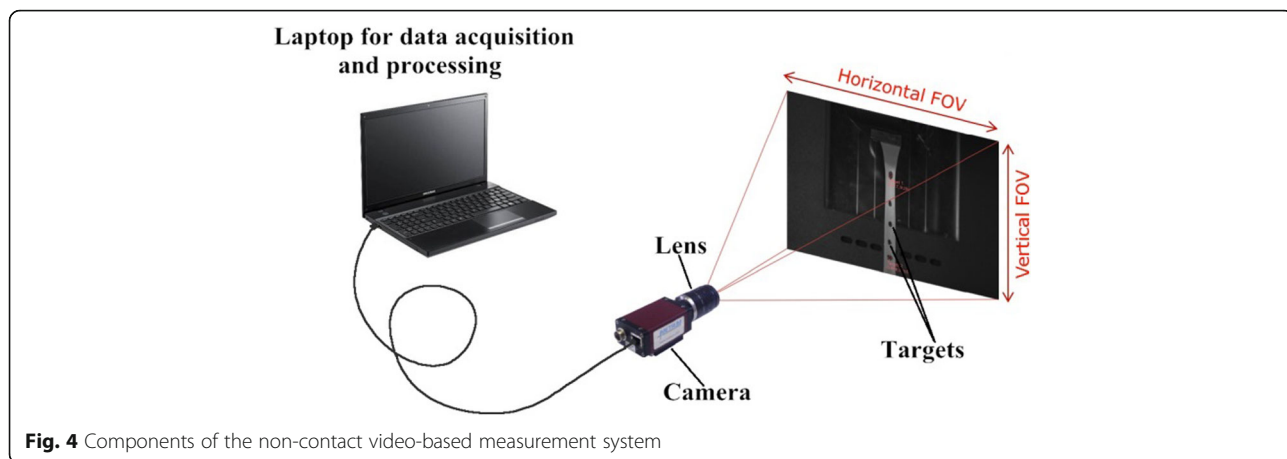 Laptop for data acquisition
and processing
Horizontal FOV
Vertical FOV
Lens
Targets
Camera
Fig. 4 Components of the non-contact video-based measurement system